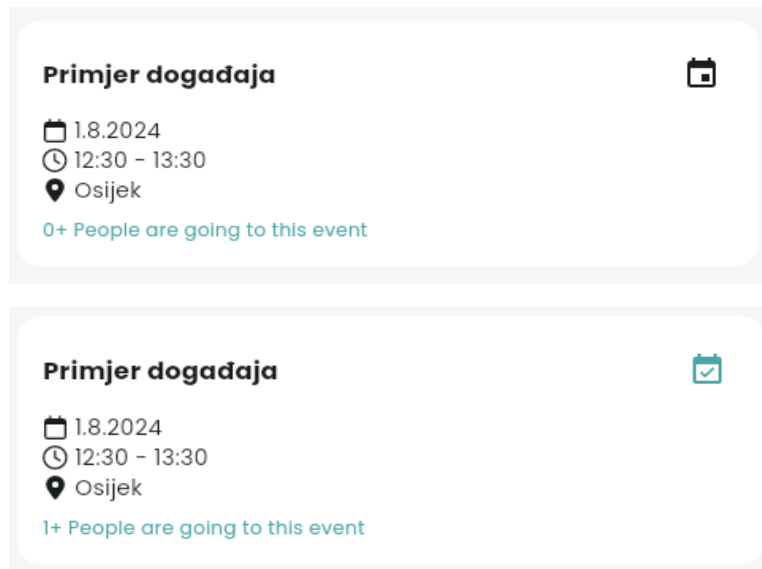 Primjer događaja
1.8.2024
12:30 - 13:30
Osijek
0+ People are going to this event
Primjer događaja
1.8.2024
12:30 - 13:30
Osijek
1+ People are going to this event